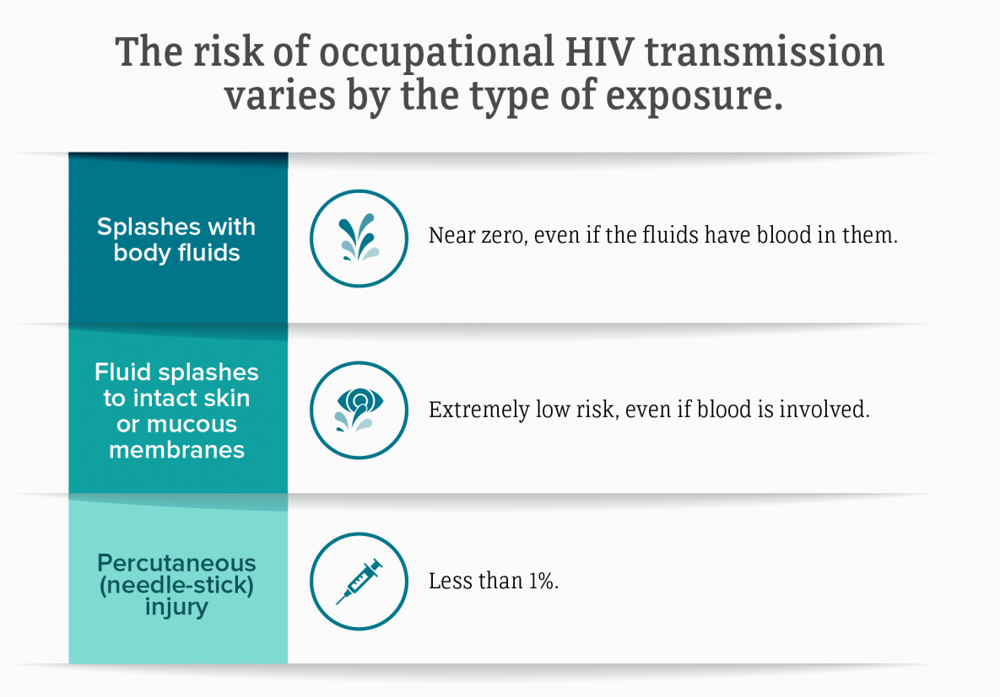 The risk of occupational HIV transmission
varies by the type of exposure.
Splashes with
body fluids
Near zero, even if the fluids have blood in them.
Fluid splashes
to intact skin
or mucous
membranes
Extremely low risk, even if blood is involved.
Percutaneous
(needle-stick)
injury
Less than 1%.